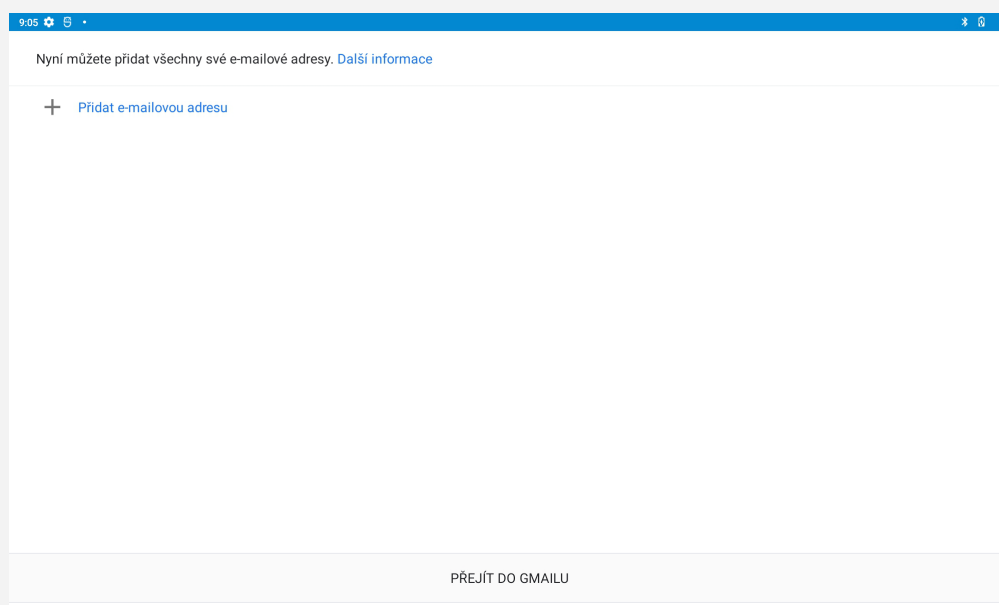 9:05
Nyní můžete přidat všechny své e-mailové adresy. Další informace
Přidat e-mailovou adresu
PŘEJÍT DO GMAILU